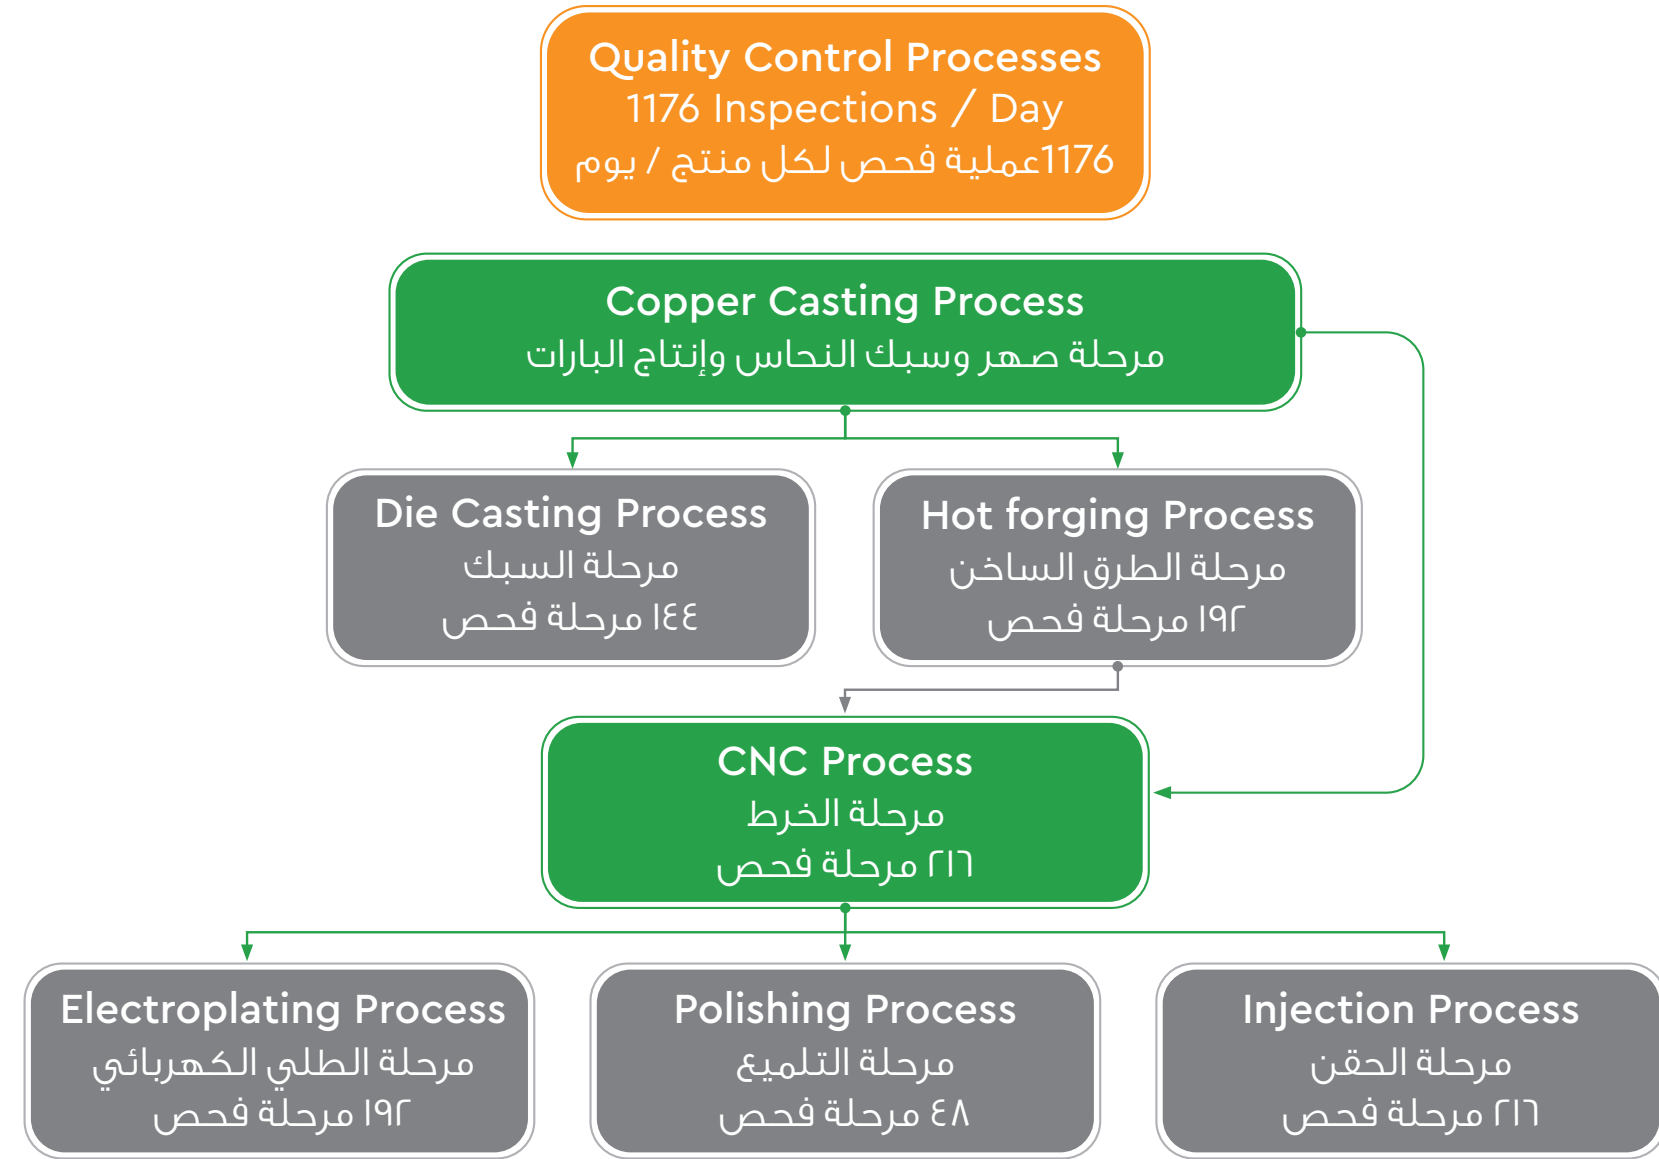 Quality Control Processes
1176 Inspections / Day
1176عملية فحص لكل منتج / يوم
Copper Casting Process
مرحلة صهر وسبك النحاس وإنتاج البارات
Die Casting Process
مرحلة السبك
١٤٤ مرحلة فحص
Hot forging Process
مرحلة الطرق الساخن
١٩٢ مرحلة فحص
CNC Process
مرحلة الخرط
٢١٦ مرحلة فحص
Electroplating Process
مرحلة الطلي الكهربائي
١٩٢ مرحلة فحص
Polishing Process
مرحلة التلميع
٤٨ مرحلة فحص
Injection Process
مرحلة الحقن
٢١٦ مرحلة فحص